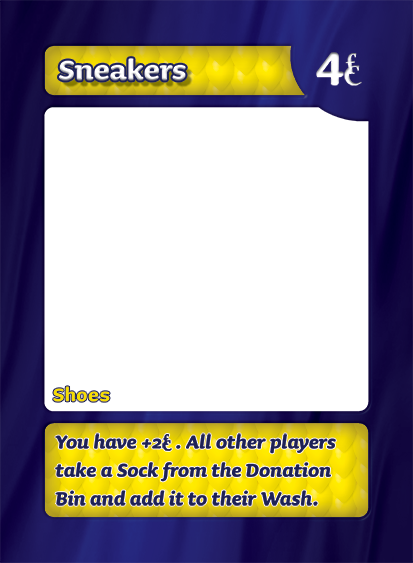 Sneakers
4₤
Shoes
You have +2₤ . All other players
take a Sock from the Donation
Bin and add it to their Wash.